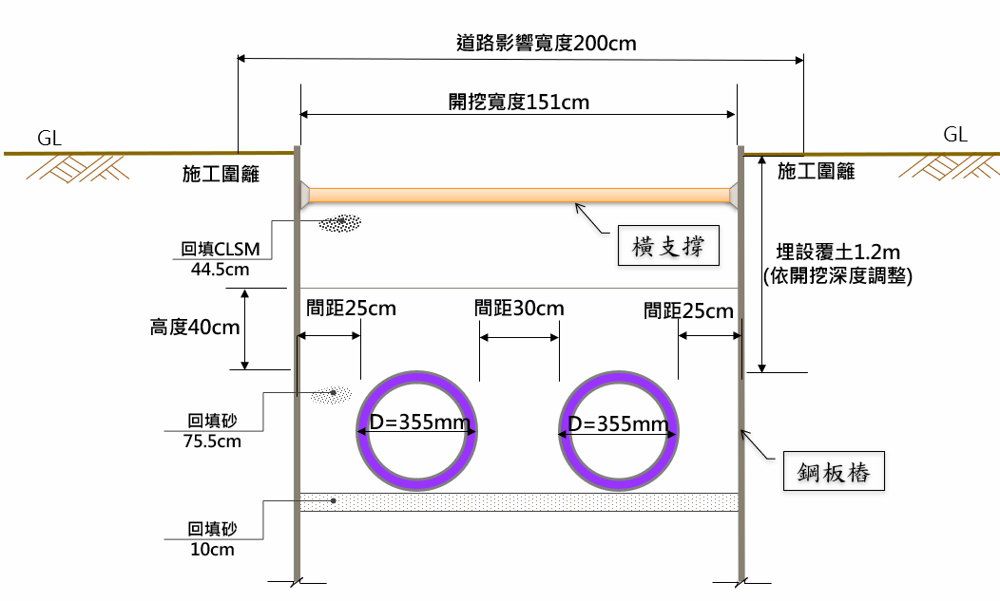 道路影響寬度200cm
開挖寬度151cm
GL
GL
施工圍籬
施工圍籬
回填CLSM
44.5cm
橫支撐
埋設覆土1.2m
(依開挖深度調整)
間距25cm
間距30cm
間距25cm
高度40cm
回填砂
75.5cm
D=355mm
D=355mm
鋼板樁
回填砂
10cm